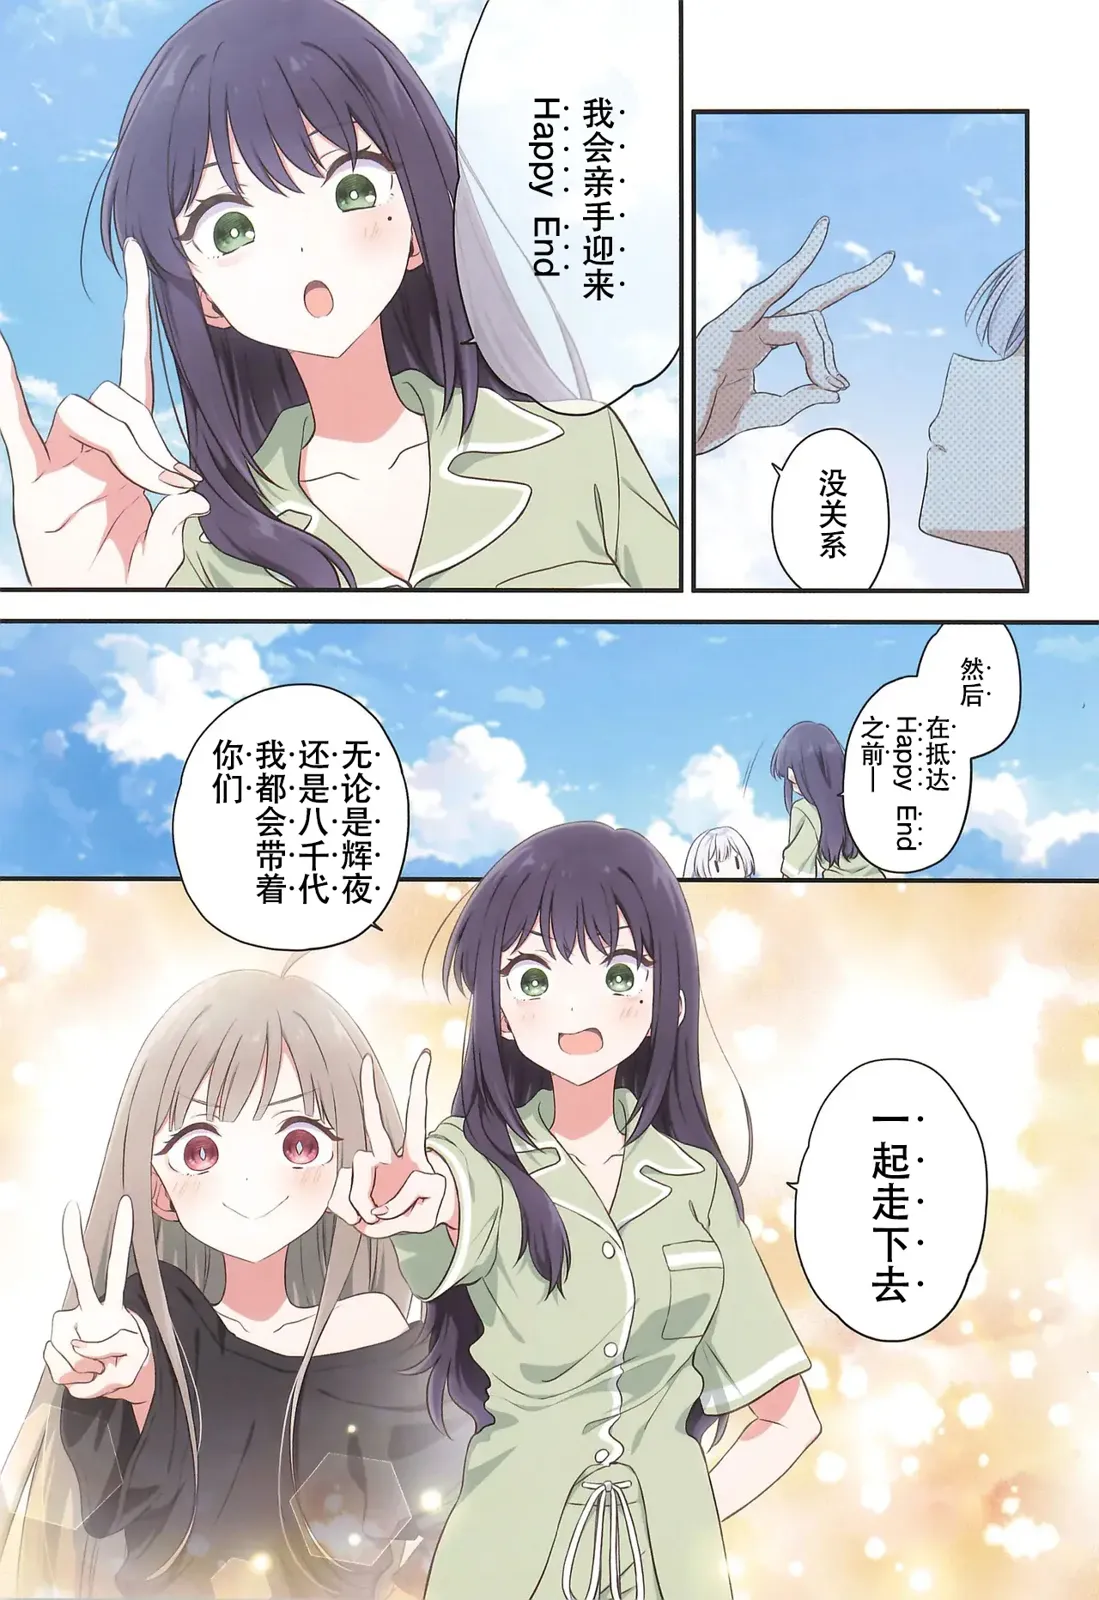 没关系
我会亲手迎来
Happy End
然后
在抵达
Happy End
之前—
无论是辉夜
还是八千代
我都会带着
你们
一起走下去